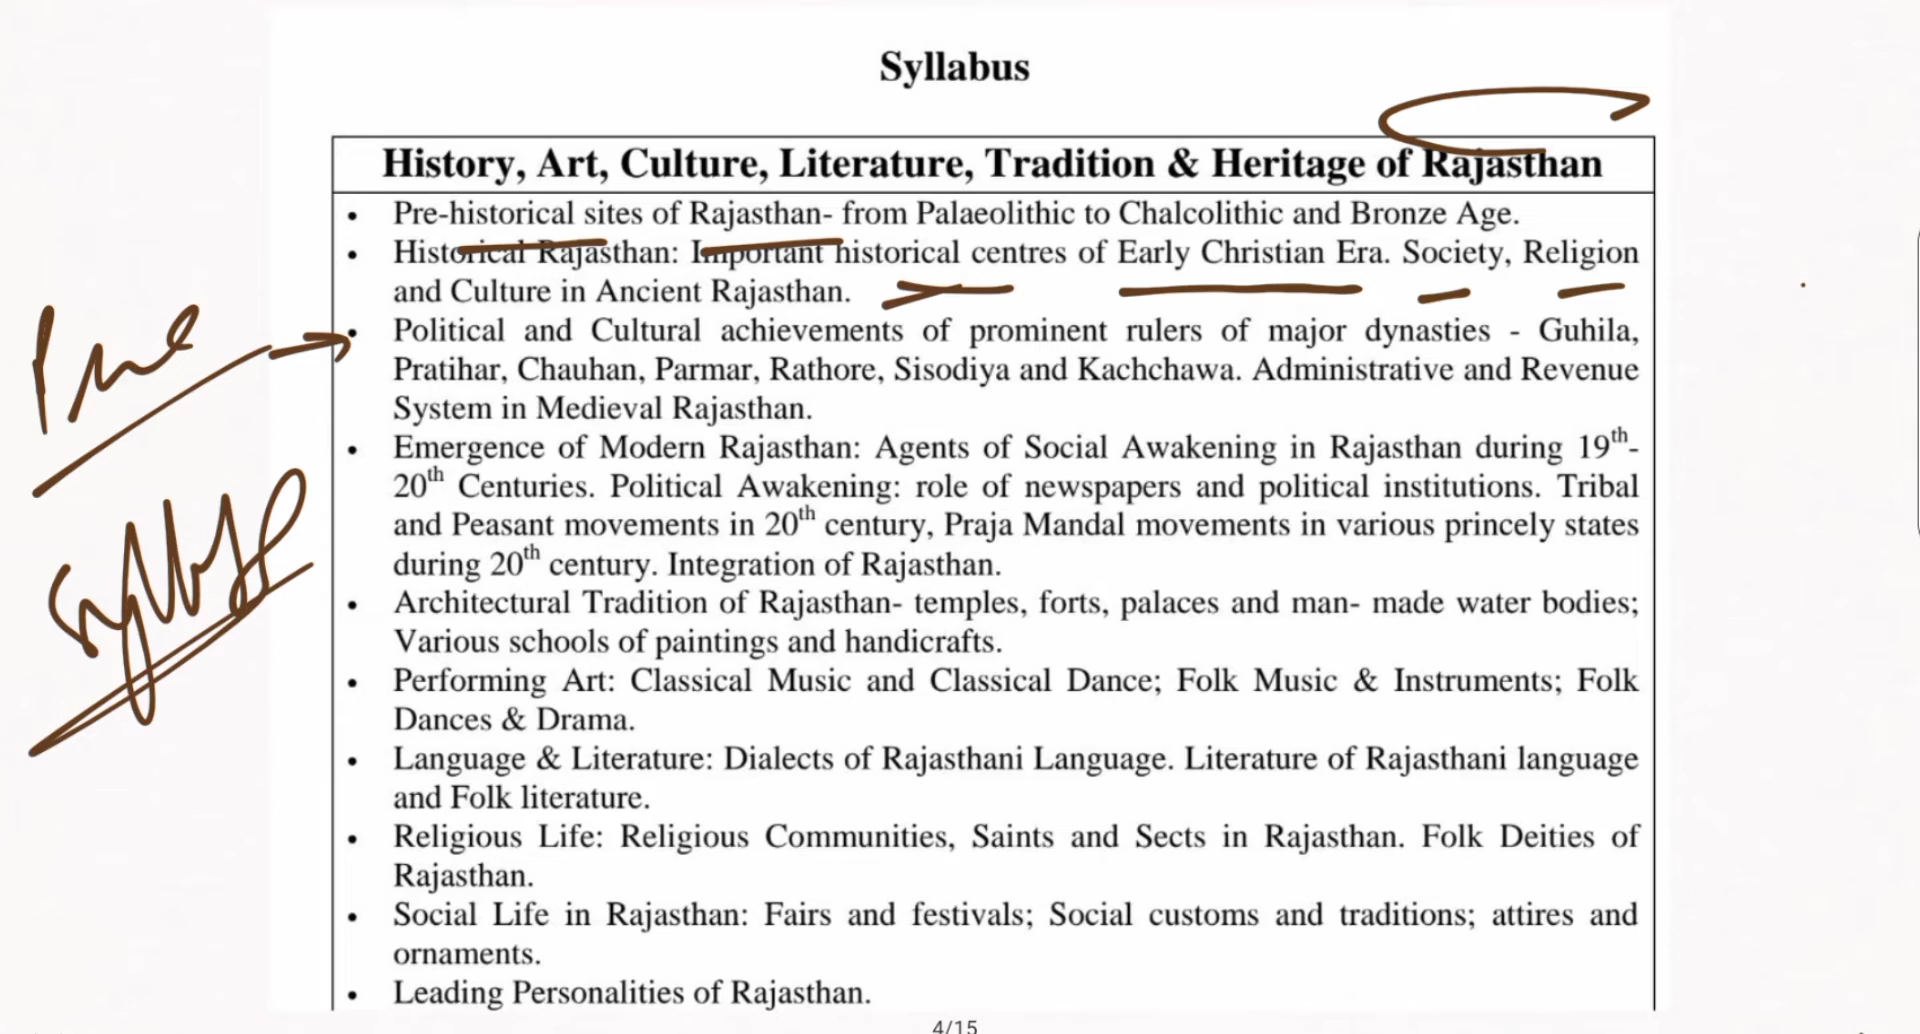 Syllabus
History, Art, Culture, Literature, Tradition & Heritage of Rajasthan
• Pre-historical sites of Rajasthan- from Palaeolithic to Chalcolithic and Bronze Age.
• Historical Rajasthan: Important historical centres of Early Christian Era. Society, Religion
and Culture in Ancient Rajasthan.
• Political and Cultural achievements of prominent rulers of major dynasties - Guhila,
Pratihar, Chauhan, Parmar, Rathore, Sisodiya and Kachchawa. Administrative and Revenue
System in Medieval Rajasthan.
• Emergence of Modern Rajasthan: Agents of Social Awakening in Rajasthan during 19th-
20th Centuries. Political Awakening: role of newspapers and political institutions. Tribal
and Peasant movements in 20th century, Praja Mandal movements in various princely states
during 20th century. Integration of Rajasthan.
• Architectural Tradition of Rajasthan- temples, forts, palaces and man- made water bodies;
Various schools of paintings and handicrafts.
• Performing Art: Classical Music and Classical Dance; Folk Music & Instruments; Folk
Dances & Drama.
• Language & Literature: Dialects of Rajasthani Language. Literature of Rajasthani language
and Folk literature.
• Religious Life: Religious Communities, Saints and Sects in Rajasthan. Folk Deities of
Rajasthan.
• Social Life in Rajasthan: Fairs and festivals; Social customs and traditions; attires and
ornaments.
• Leading Personalities of Rajasthan.
4/15